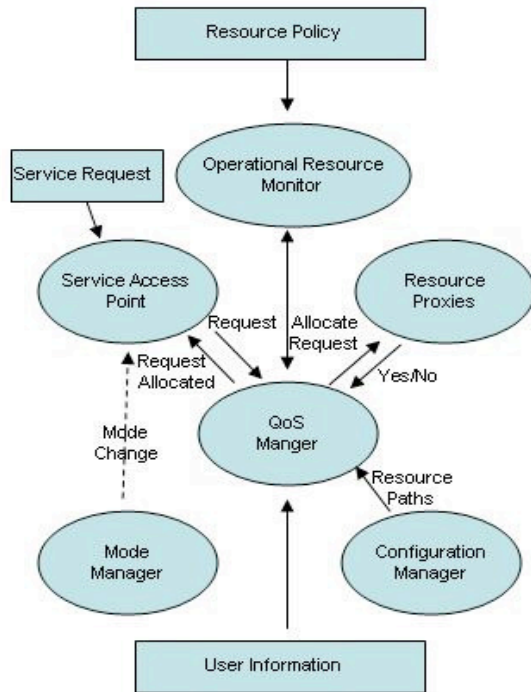 Resource Policy
Operational Resource
Monitor
Service Request
Service Access
Point
Resource
Proxies
Request
Allocate
Request
Request
Allocated
Yes/No
QoS
Manger
Mode
Change
Resource
Paths
Mode
Manager
Configuration
Manager
User Information